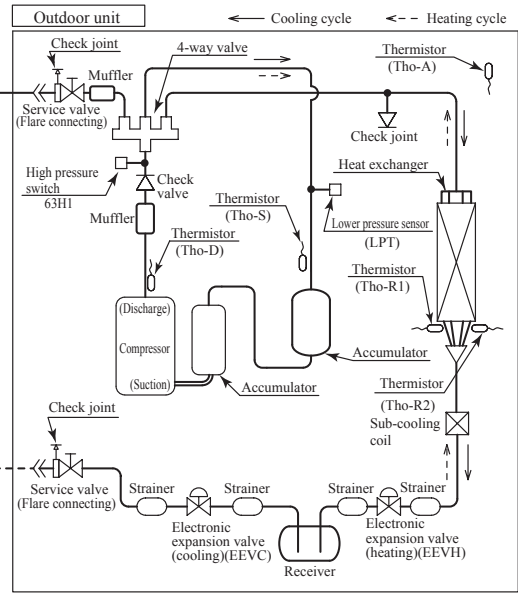 Outdoor unit
Cooling cycle
Heating cycle
Check joint
4-way valve
Thermistor
(Tho-A)
Muffler
Service valve
(Flare connecting)
Check joint
High pressure
switch
63H1
Check
valve
Heat exchanger
Muffler
Thermistor
(Tho-S)
Lower pressure sensor
(LPT)
Thermistor
(Tho-D)
Thermistor
(Tho-R1)
(Discharge)
Compressor
(Suction)
Accumulator
Accumulator
Thermistor
(Tho-R2)
Sub-cooling
coil
Check joint
Service valve
(Flare connecting)
Strainer
Strainer
Strainer
Strainer
Electronic
expansion valve
(cooling)(EEVC)
Electronic
expansion valve
(heating)(EEVH)
Receiver